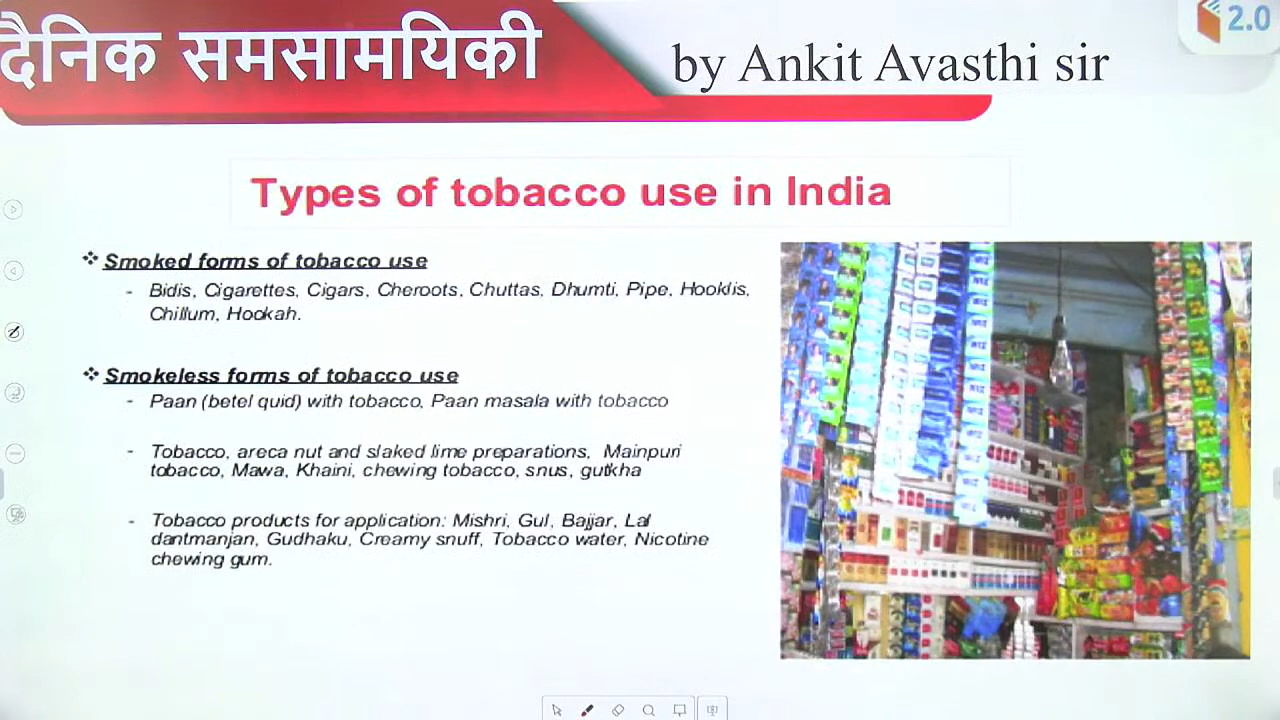 दैनिक समसामयिकी
by Ankit Avasthi sir
2.0
Types of tobacco use in India
❖ Smoked forms of tobacco use
- Bidis, Cigarettes, Cigars, Cheroots, Chuttas, Dhumti, Pipe, Hooklis,
Chillum, Hookah.
❖ Smokeless forms of tobacco use
- Paan (betel quid) with tobacco, Paan masala with tobacco
- Tobacco, areca nut and slaked lime preparations, Mainpuri
tobacco, Mawa, Khaini, chewing tobacco, snus, gutkha
- Tobacco products for application: Mishri, Gul, Bajjar, Lal
dantmanjan, Gudhaku, Creamy snuff, Tobacco water, Nicotine
chewing gum.